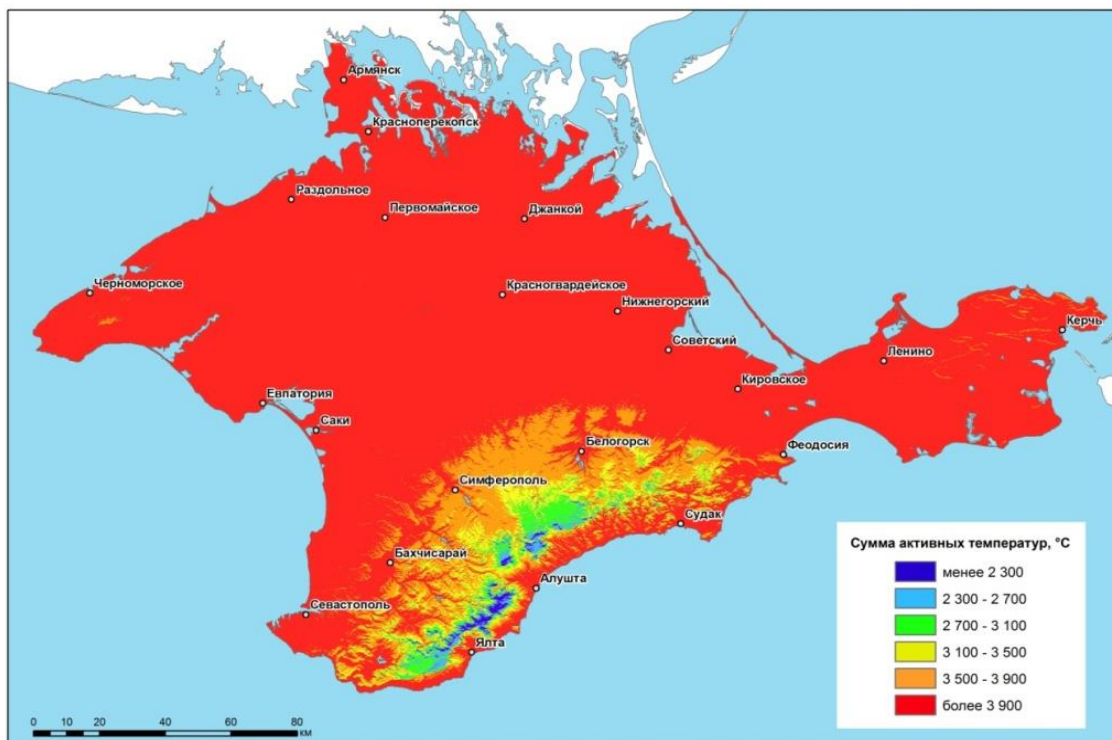 Армянск
Красноперекопск
Раздольное
Первомайское
Джанкой
Черноморское
Красногвардейское
Нижнегорский
Керчь
Советский
Ленино
Кировское
Евпатория
Саки
Белогорск
Феодосия
Симферополь
Судак
Бахчисарай
Алушта
Севастополь
Ялта
Сумма активных температур, °С
менее 2 300
2 300 - 2 700
2 700 - 3 100
3 100 - 3 500
3 500 - 3 900
более 3 900
0 5 10 20 40 60 80
км